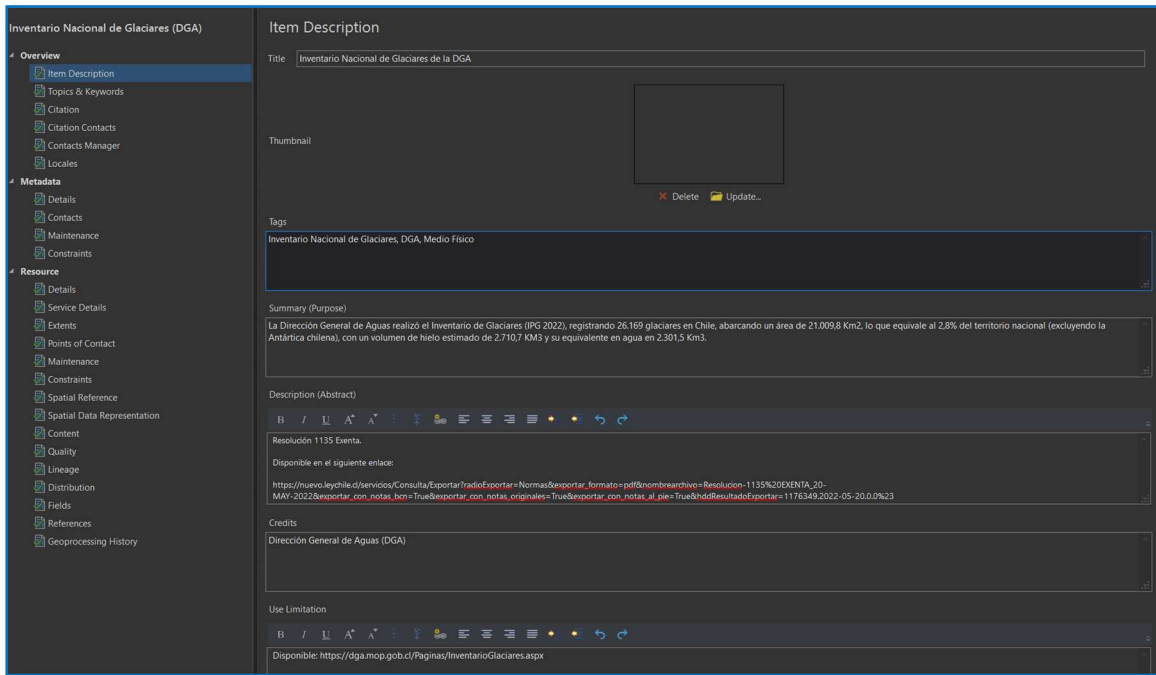 Inventario Nacional de Glaciares (DGA)
Overview
Item Description
Topics & Keywords
Citation
Citation Contacts
Contacts Manager
Locales
Metadata
Details
Contacts
Maintenance
Constraints
Resource
Details
Service Details
Extents
Points of Contact
Maintenance
Constraints
Spatial Reference
Spatial Data Representation
Content
Quality
Lineage
Distribution
Fields
References
Geoprocessing History
Item Description
Title Inventario Nacional de Glaciares de la DGA
Thumbnail
Delete Update...
Tags
Inventario Nacional de Glaciares, DGA, Medio Físico
Summary (Purpose)
La Dirección General de Aguas realizó el Inventario de Glaciares (IPG 2022), registrando 26.169 glaciares en Chile, abarcando un área de 21.009,8 Km2, lo que equivale al 2,8% del territorio nacional (excluyendo la
Antártica chilena), con un volumen de hielo estimado de 2.710,7 KM3 y su equivalente en agua en 2.301,5 Km3.
Description (Abstract)
B I U A A
Resolución 1135 Exenta.
Disponible en el siguiente enlace:
https://nuevo.leychile.cl/servicios/Consulta/Exportar?radioExportar=Normas&exportar_formato=pdf&nombrearchivo=Resolucion-1135%20EXENTA_20-
MAY-2022&exportar_con_notas_bcn=True&exportar_con_notas_originales=True&exportar_con_notas_al_pie=True&hddResultadoExportar=1176349.2022-05-20.0.0%23
Credits
Dirección General de Aguas (DGA)
Use Limitation
B I U A A
Disponible: https://dga.mop.gob.cl/Paginas/InventarioGlaciares.aspx